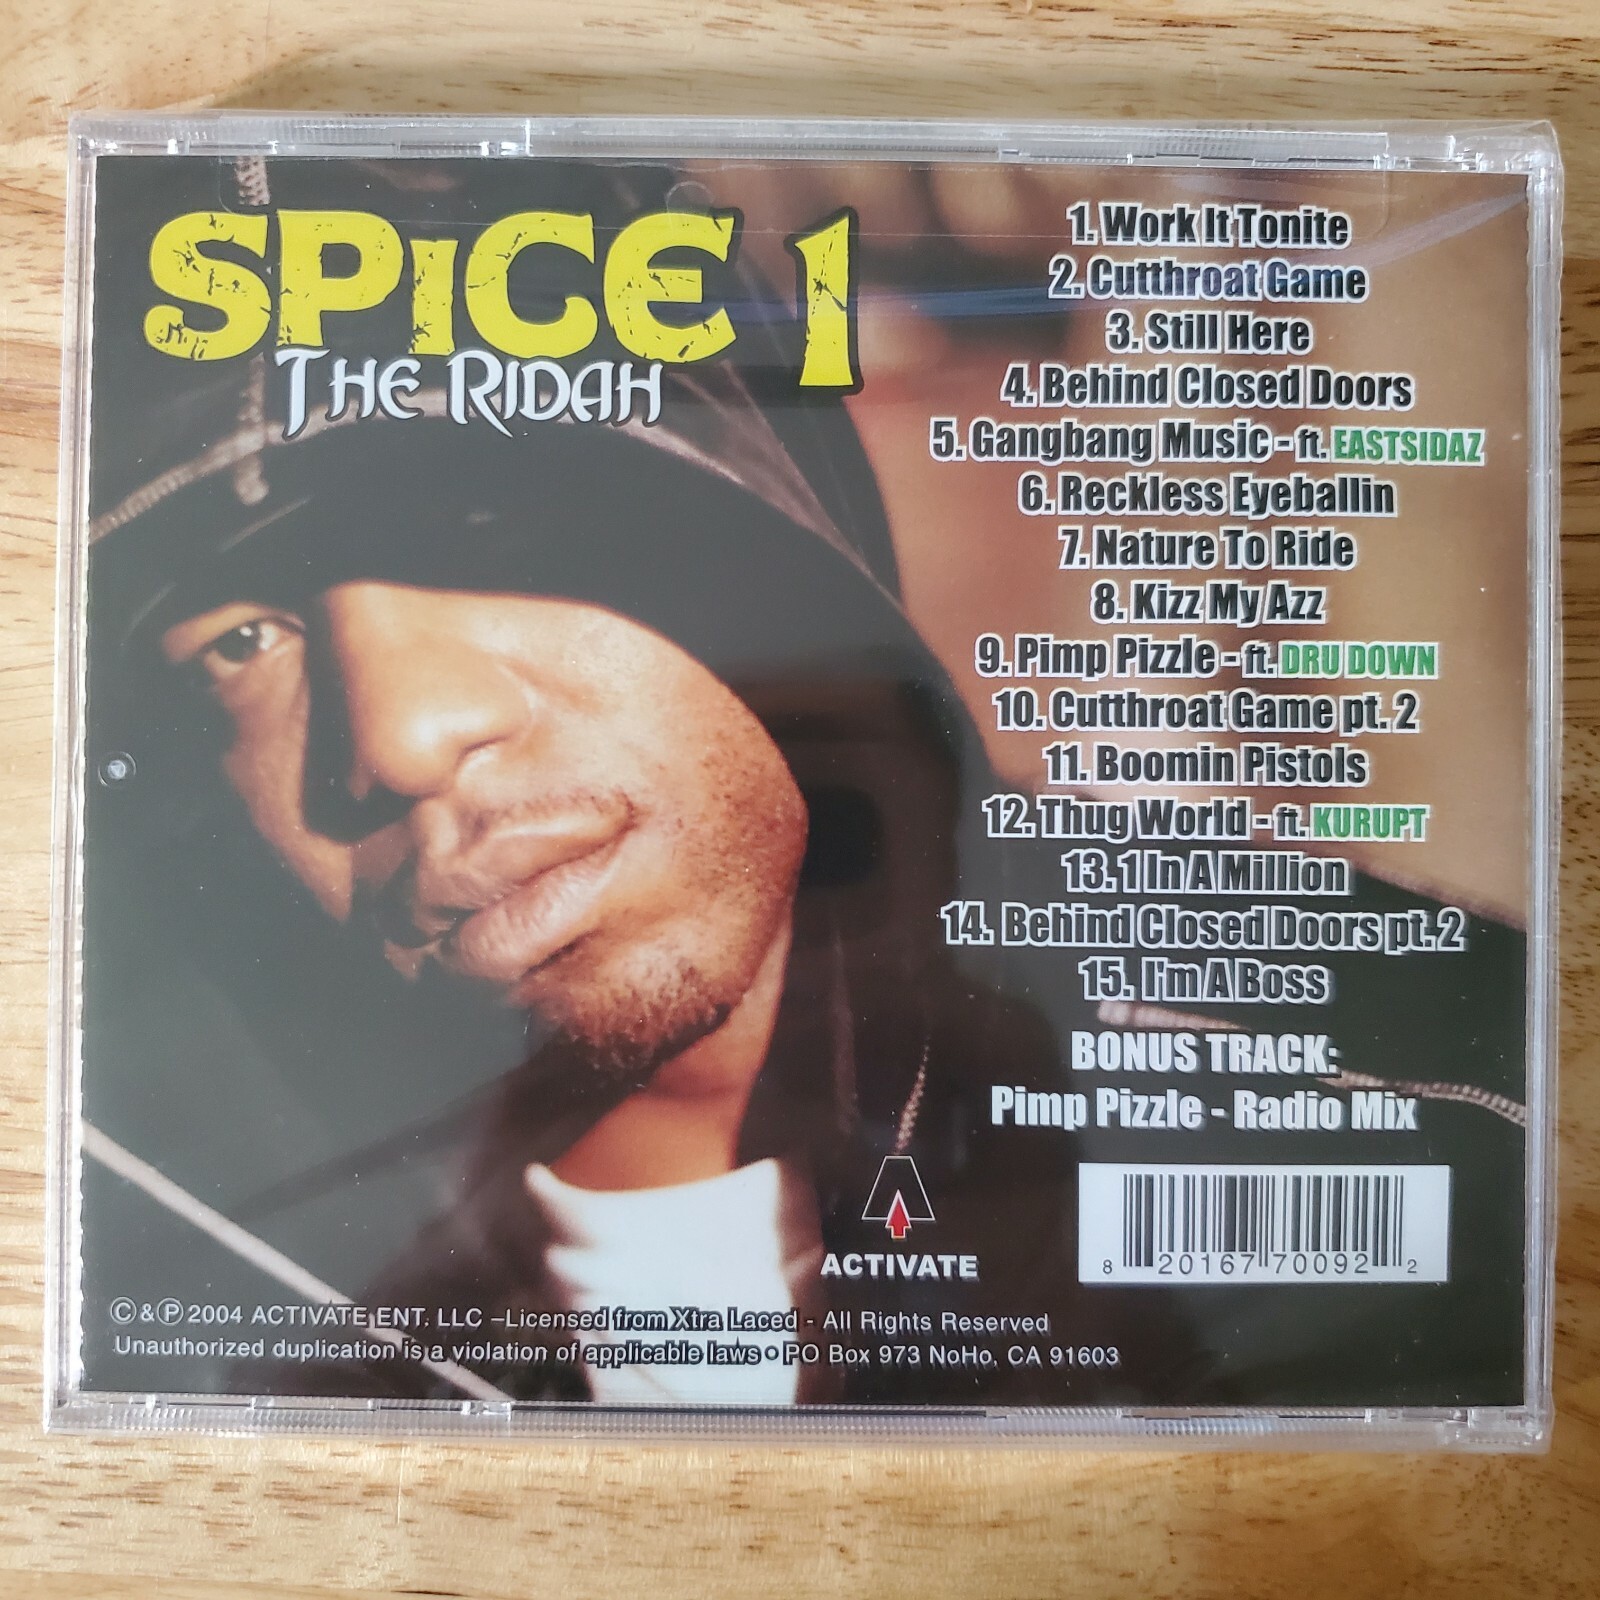 SPiCE 1
THE RIDAH
1. Work It Tonite
2. Cutthroat Game
3. Still Here
4. Behind Closed Doors
5. Gangbang Music - ft. EASTSIDAZ
6. Reckless Eyeballin
7. Nature To Ride
8. Kizz My Azz
9. Pimp Pizzle - ft. DRU DOWN
10. Cutthroat Game pt. 2
11. Boomin Pistols
12. Thug World - ft. KURUPT
13. 1 In A Million
14. Behind Closed Doors pt. 2
15. I'm A Boss
BONUS TRACK:
Pimp Pizzle - Radio Mix
ACTIVATE
8 20167 70092 2
©&℗2004 ACTIVATE ENT. LLC –Licensed from Xtra Laced - All Rights Reserved
Unauthorized duplication is a violation of applicable laws • PO Box 973 NoHo, CA 91603